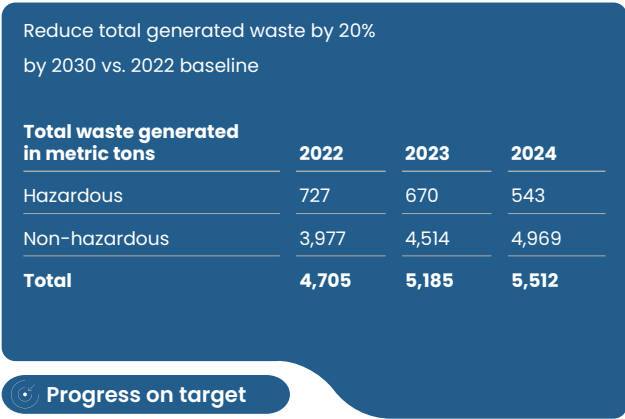 Reduce total generated waste by 20%
by 2030 vs. 2022 baseline
Total waste generated
in metric tons 2022 2023 2024
Hazardous 727 670 543
Non-hazardous 3,977 4,514 4,969
Total 4,705 5,185 5,512
Progress on target